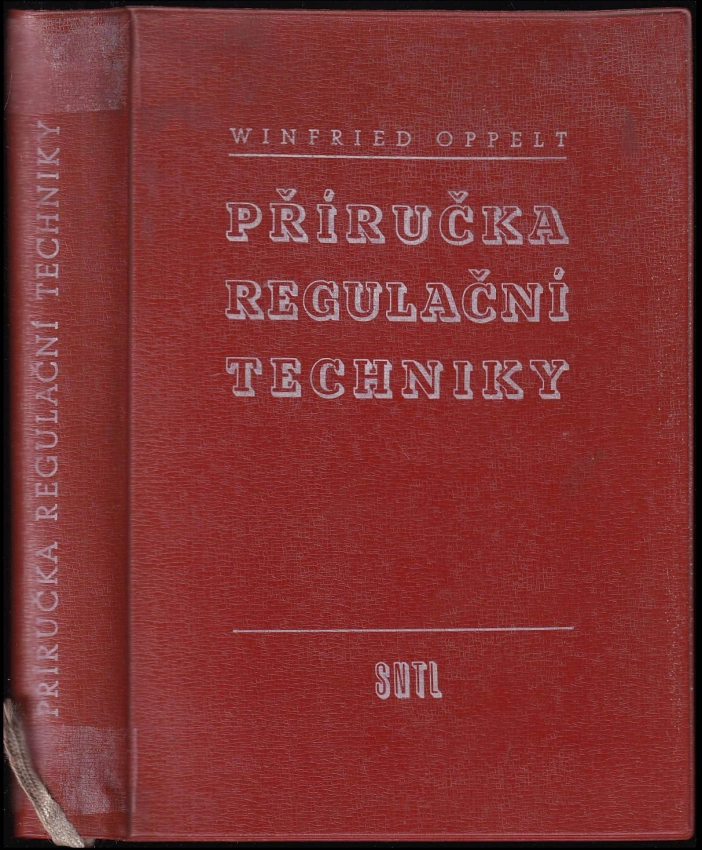 WINFRIED OPPELT
PŘÍRUČKA
REGULAČNÍ
TECHNIKY
SNTL
PŘÍRUČKA REGULAČNÍ TECHNIKY